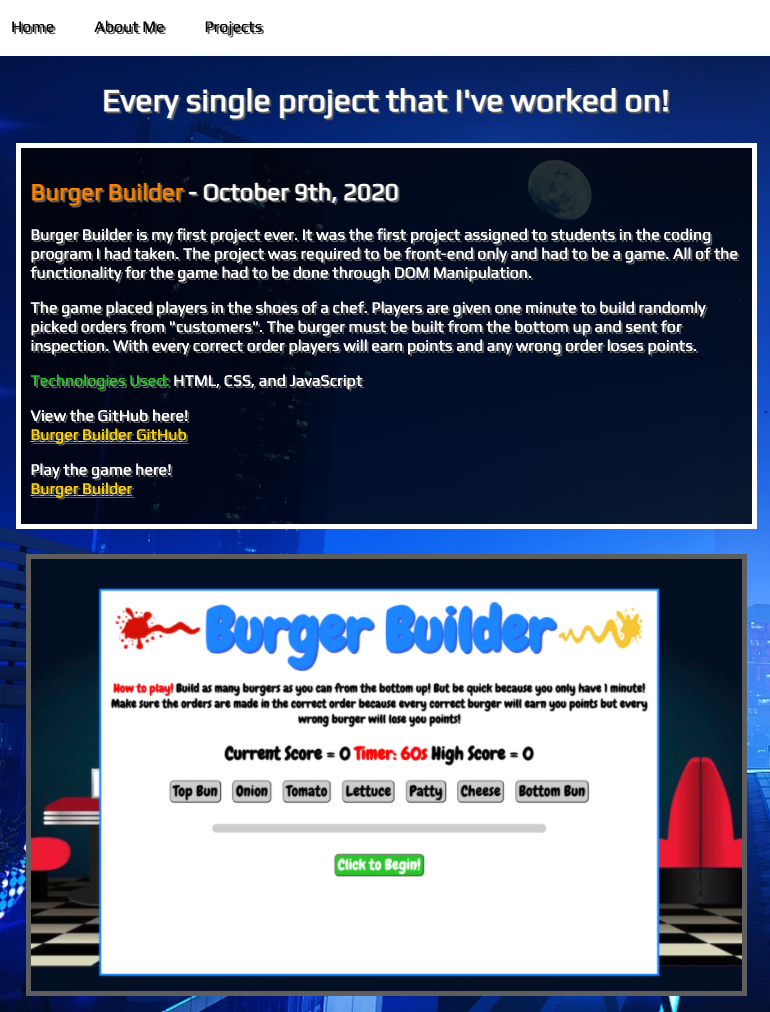 Home About Me Projects
Every single project that I've worked on!
Burger Builder - October 9th, 2020
Burger Builder is my first project ever. It was the first project assigned to students in the coding
program I had taken. The project was required to be front-end only and had to be a game. All of the
functionality for the game had to be done through DOM Manipulation.
The game placed players in the shoes of a chef. Players are given one minute to build randomly
picked orders from "customers". The burger must be built from the bottom up and sent for
inspection. With every correct order players will earn points and any wrong order loses points.
Technologies Used: HTML, CSS, and JavaScript
View the GitHub here!
Burger Builder GitHub
Play the game here!
Burger Builder
Burger Builder
How to play! Build as many burgers as you can from the bottom up! But be quick because you only have 1 minute!
Make sure the orders are made in the correct order because every correct burger will earn you points but every
wrong burger will lose you points!
Current Score = 0 Timer: 60s High Score = 0
Top Bun Onion Tomato Lettuce Patty Cheese Bottom Bun
Click to Begin!